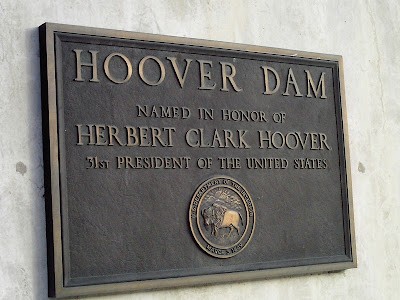 HOOVER DAM
NAMED IN HONOR OF
HERBERT CLARK HOOVER
31ST PRESIDENT OF THE UNITED STATES